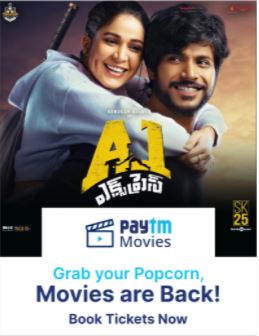 A1
ఎక్స్‌ప్రెస్
SK
25
paytm
Movies
Grab your Popcorn,
Movies are Back!
Book Tickets Now